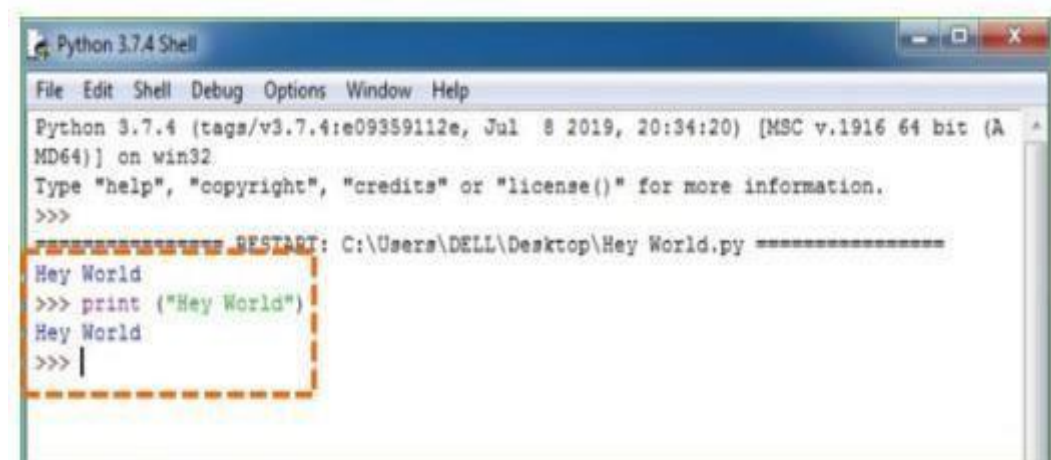 Python 3.7.4 Shell
File Edit Shell Debug Options Window Help
Python 3.7.4 (tags/v3.7.4:e09359112e, Jul 8 2019, 20:34:20) [MSC v.1916 64 bit (A
MD64)] on win32
Type "help", "copyright", "credits" or "license()" for more information.
>>>
================ RESTART: C:\Users\DELL\Desktop\Hey World.py ================
Hey World
>>> print ("Hey World")
Hey World
>>>